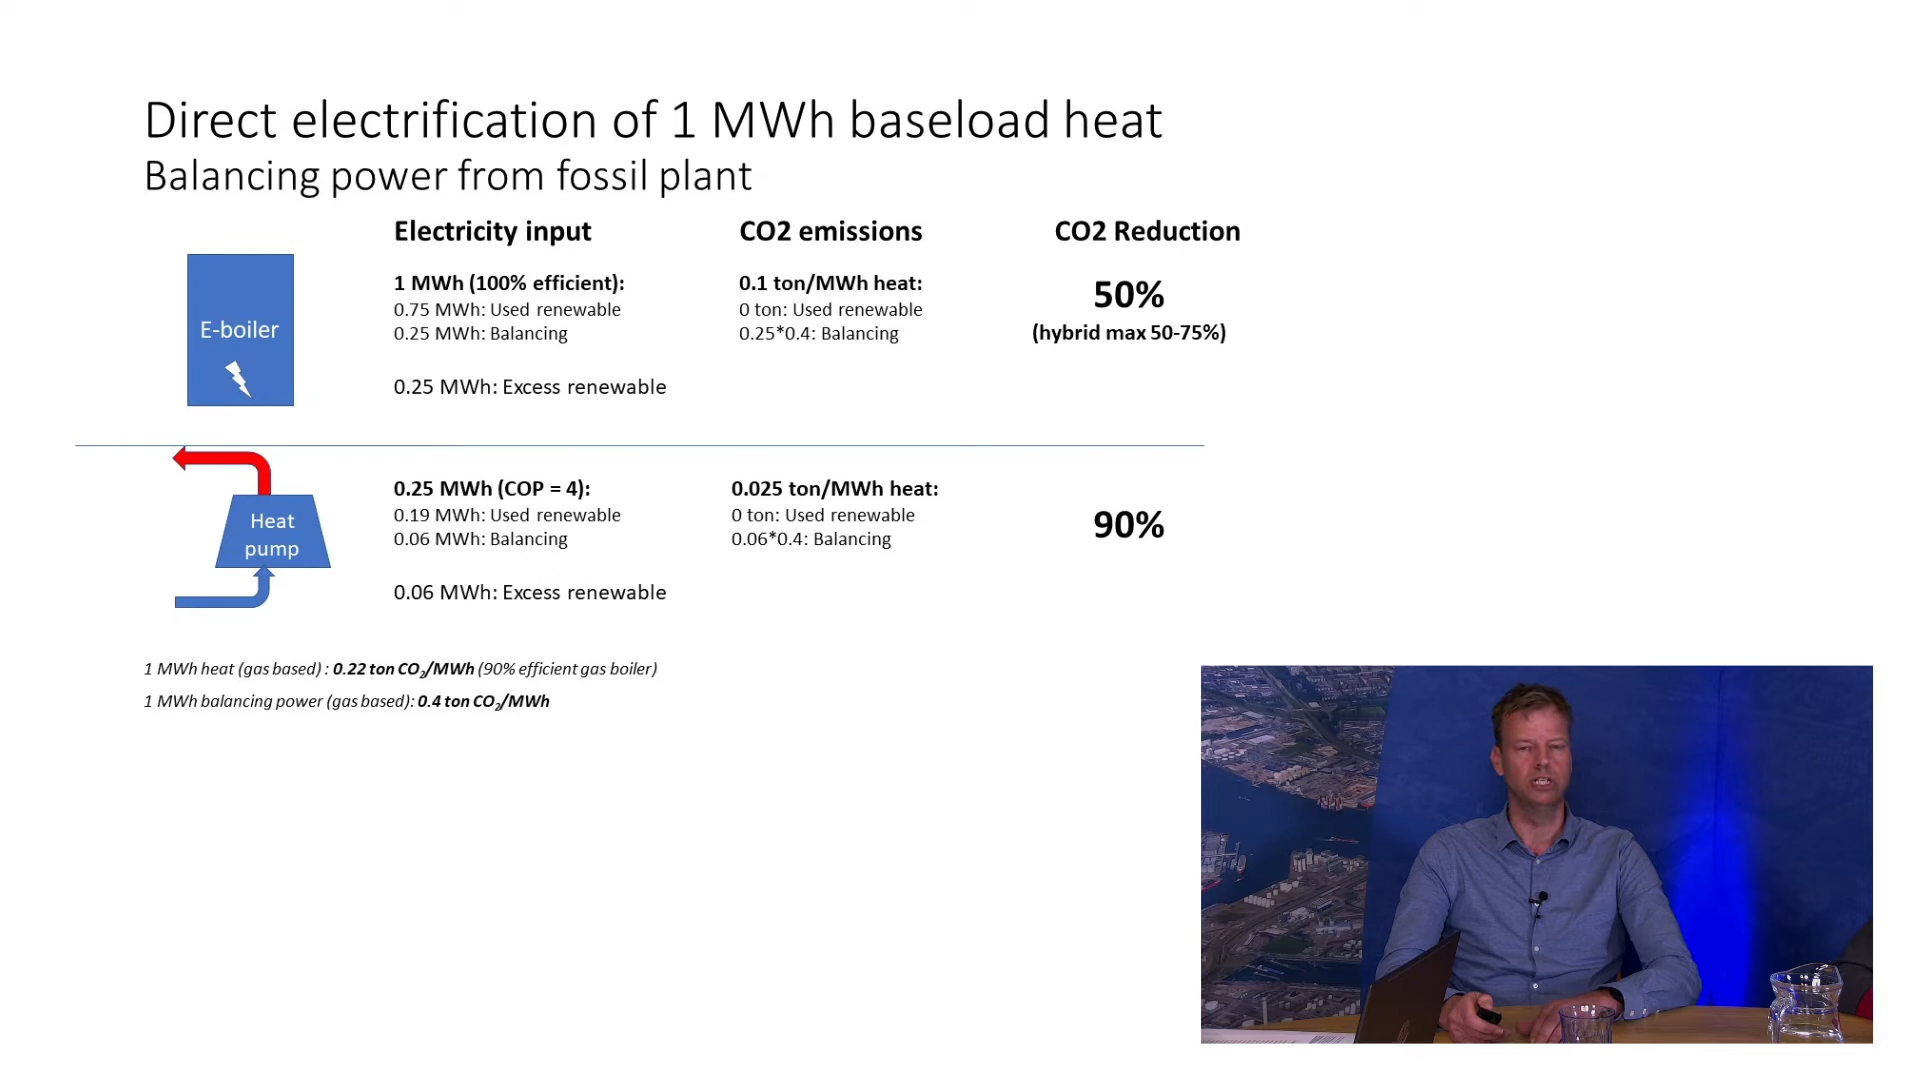 Direct electrification of 1 MWh baseload heat
Balancing power from fossil plant
Electricity input
CO2 emissions
CO2 Reduction
E-boiler
1 MWh (100% efficient):
0.75 MWh: Used renewable
0.25 MWh: Balancing
0.25 MWh: Excess renewable
0.1 ton/MWh heat:
0 ton: Used renewable
0.25*0.4: Balancing
50%
(hybrid max 50-75%)
Heat
pump
0.25 MWh (COP = 4):
0.19 MWh: Used renewable
0.06 MWh: Balancing
0.06 MWh: Excess renewable
0.025 ton/MWh heat:
0 ton: Used renewable
0.06*0.4: Balancing
90%
1 MWh heat (gas based) : 0.22 ton CO₂/MWh (90% efficient gas boiler)
1 MWh balancing power (gas based): 0.4 ton CO₂/MWh